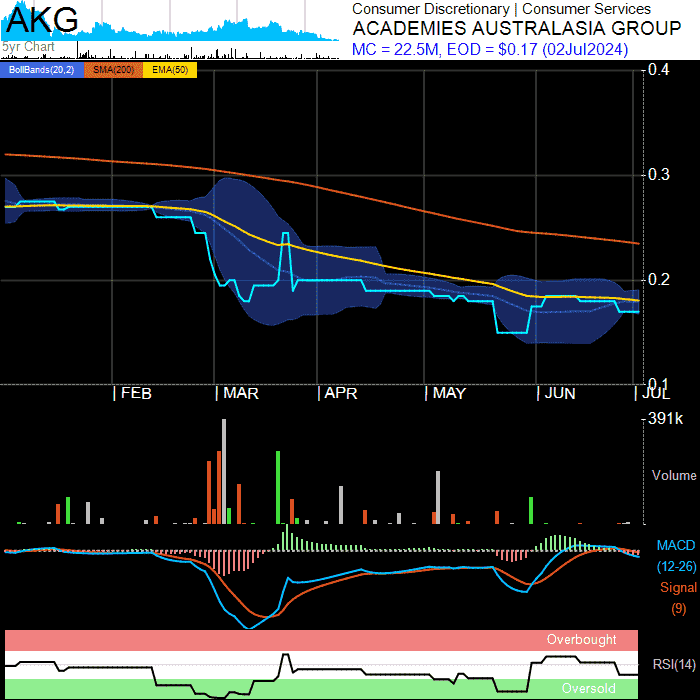 AKG
5yr Chart
Consumer Discretionary | Consumer Services
ACADEMIES AUSTRALASIA GROUP
MC = 22.5M, EOD = $0.17 (02Jul2024)
BollBands(20,2) SMA(200) EMA(50)
0.4
0.3
0.2
0.1
FEB MAR APR MAY JUN JUL
391k
Volume
MACD
(12-26)
Signal
(9)
Overbought
RSI(14)
Oversold